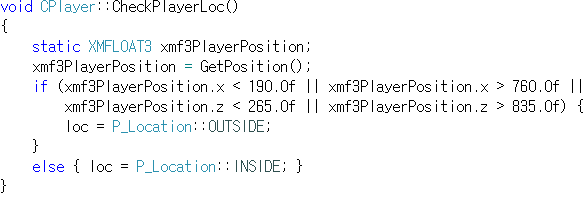 void CPlayer::CheckPlayerLoc()
{
    static XMFLOAT3 xmf3PlayerPosition;
    xmf3PlayerPosition = GetPosition();
    if (xmf3PlayerPosition.x < 190.0f || xmf3PlayerPosition.x > 760.0f ||
        xmf3PlayerPosition.z < 265.0f || xmf3PlayerPosition.z > 835.0f) {
        loc = P_Location::OUTSIDE;
    }
    else { loc = P_Location::INSIDE; }
}